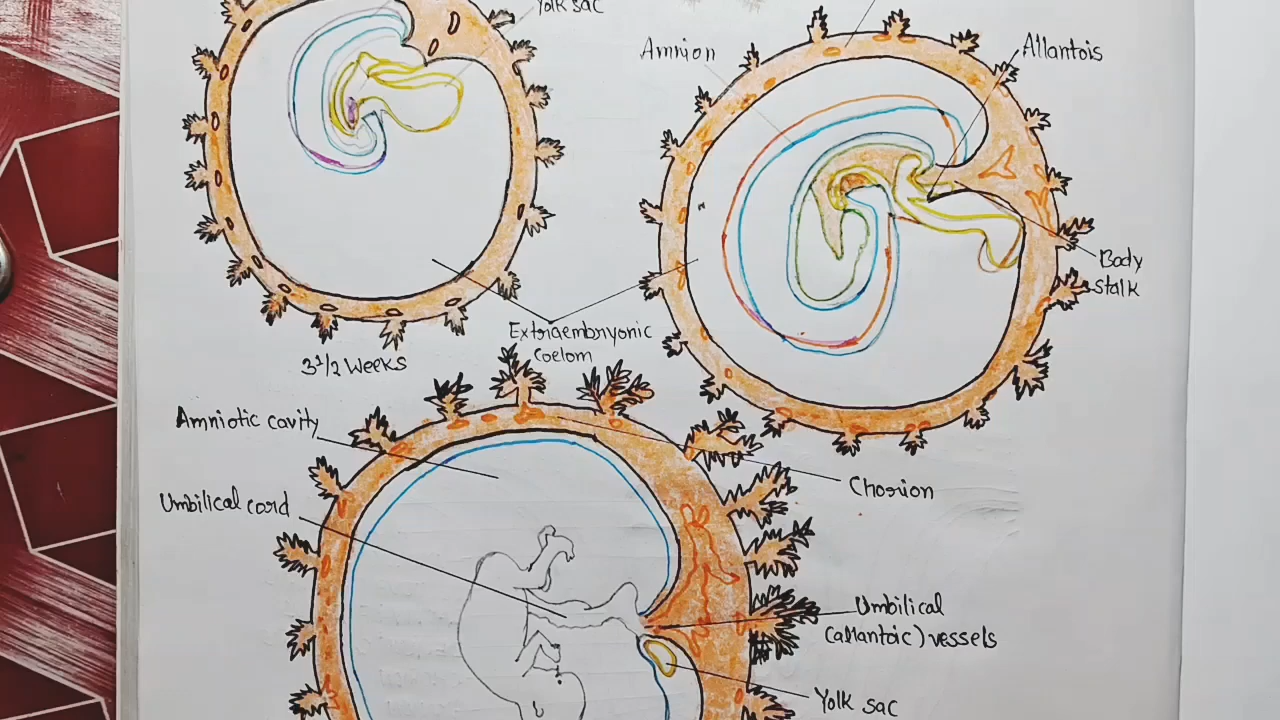 Yolk sac
Amnion
Allantois
Body
stalk
Extraembryonic
Coelom
3 1/2 Weeks
Amniotic cavity
Umbilical cord
Chorion
Umbilical
(allantoic) vessels
Yolk sac